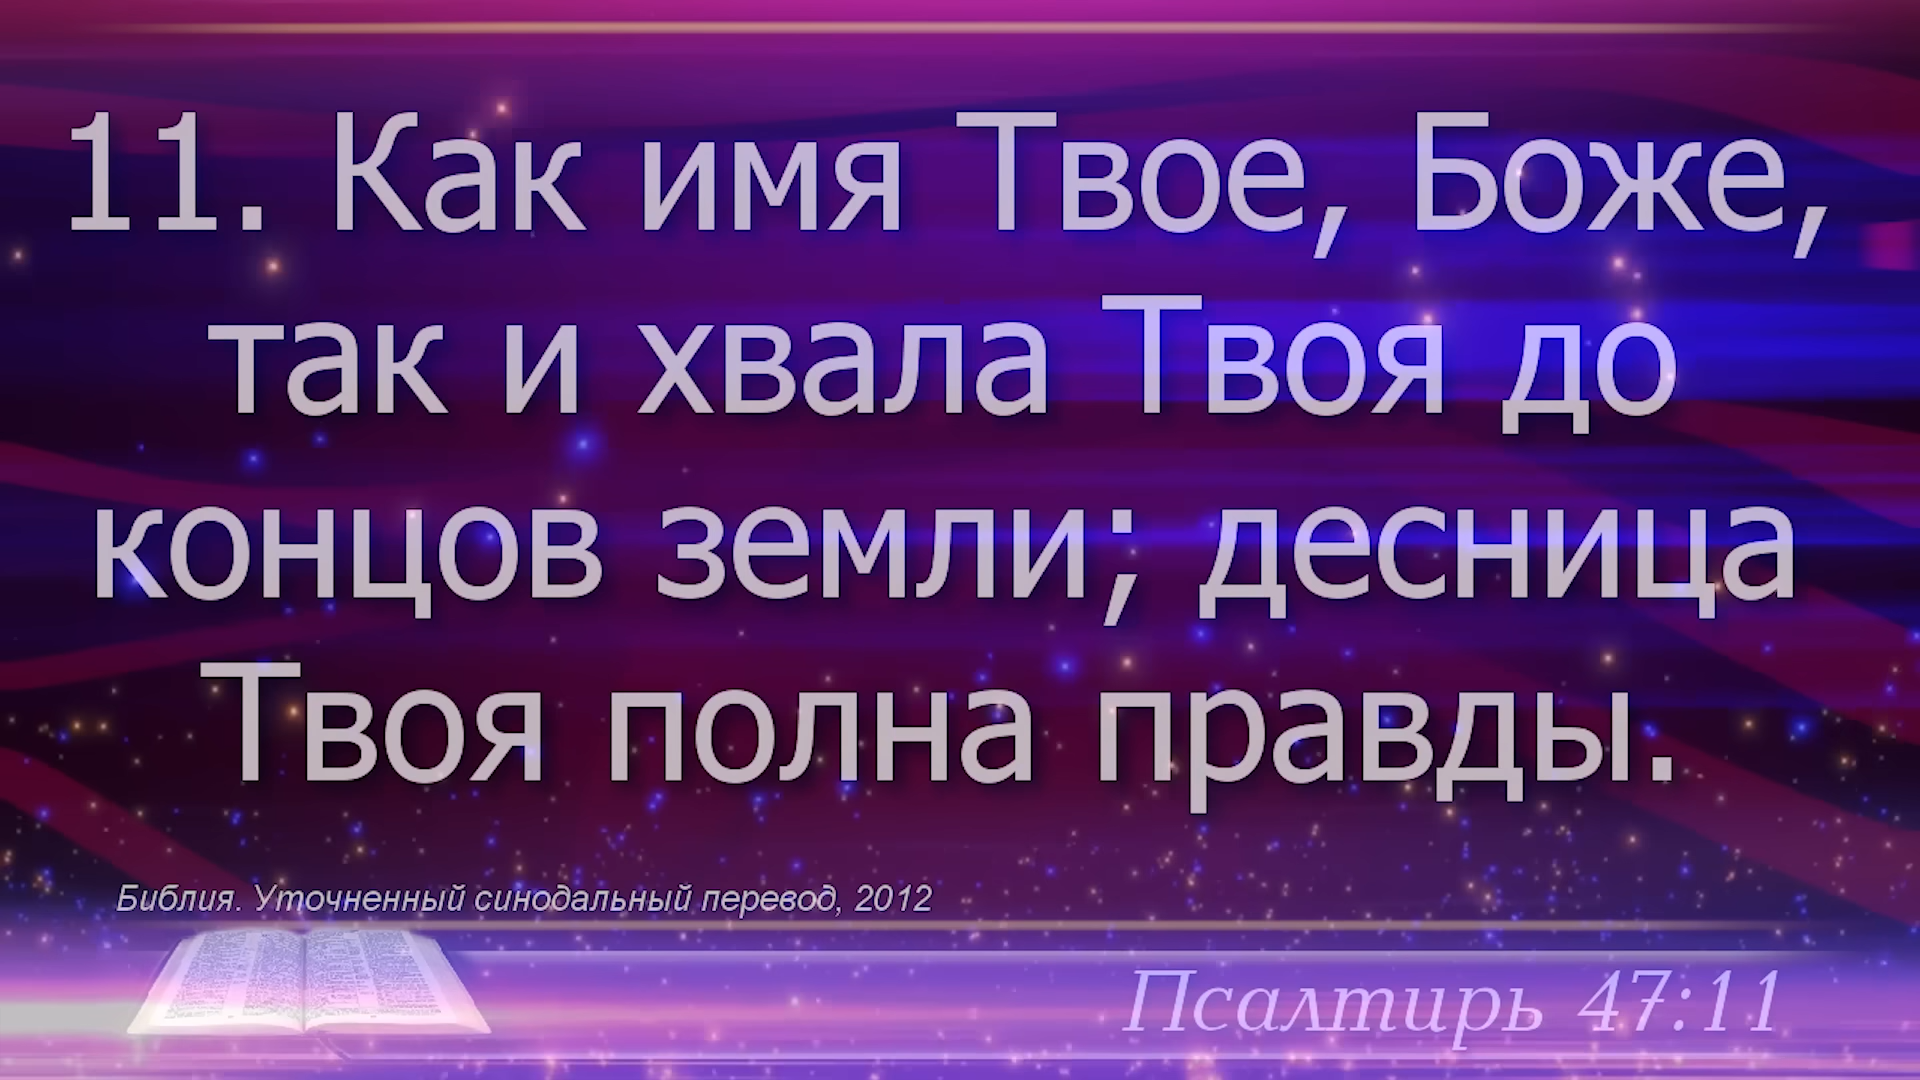 11. Как имя Твое, Боже,
так и хвала Твоя до
концов земли; десница
Твоя полна правды.
Библия. Уточненный синодальный перевод, 2012
Псалтирь 47:11